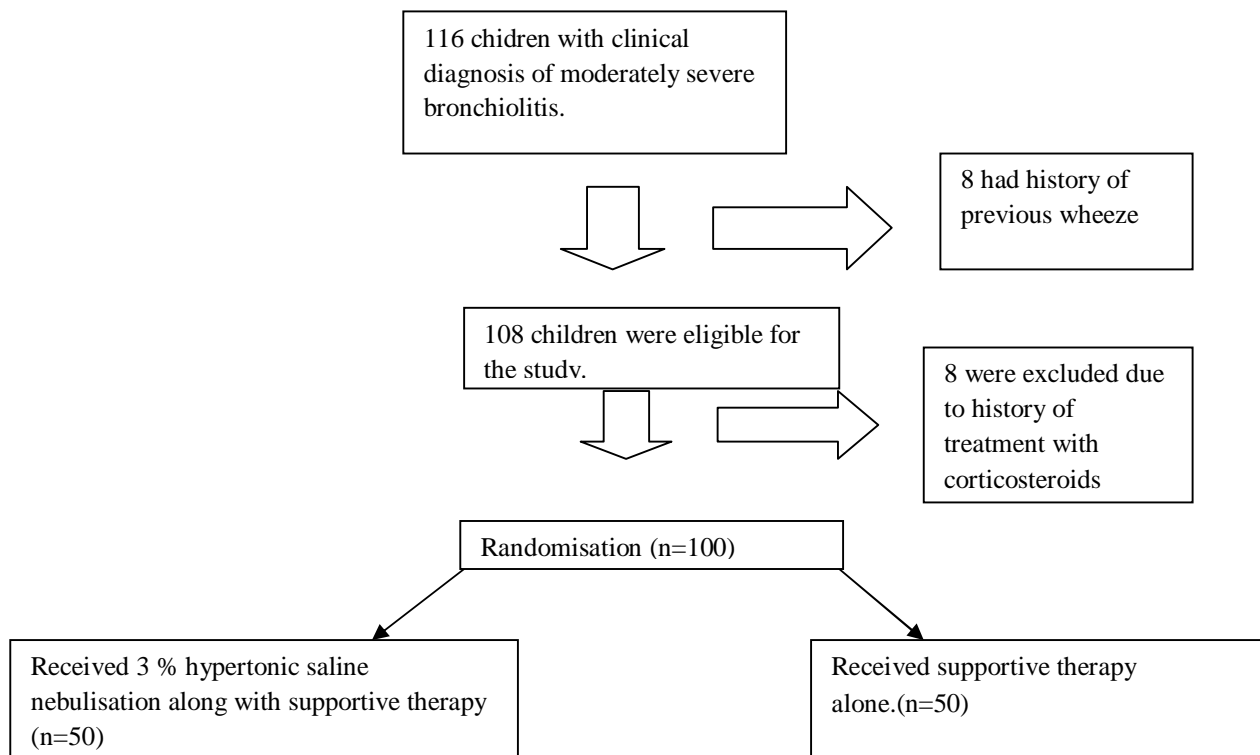 116 chidren with clinical
diagnosis of moderately severe
bronchiolitis.
8 had history of
previous wheeze
108 children were eligible for
the study.
8 were excluded due
to history of
treatment with
corticosteroids
Randomisation (n=100)
Received 3 % hypertonic saline
nebulisation along with supportive therapy
(n=50)
Received supportive therapy
alone.(n=50)